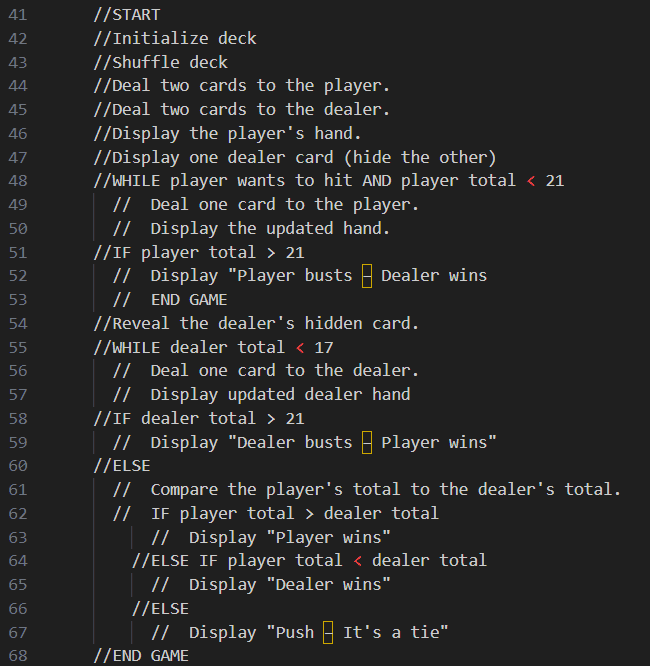 41 //START
42 //Initialize deck
43 //Shuffle deck
44 //Deal two cards to the player.
45 //Deal two cards to the dealer.
46 //Display the player's hand.
47 //Display one dealer card (hide the other)
48 //WHILE player wants to hit AND player total < 21
49 //  Deal one card to the player.
50 //  Display the updated hand.
51 //IF player total > 21
52 //  Display "Player busts – Dealer wins
53 //  END GAME
54 //Reveal the dealer's hidden card.
55 //WHILE dealer total < 17
56 //  Deal one card to the dealer.
57 //  Display updated dealer hand
58 //IF dealer total > 21
59 //  Display "Dealer busts – Player wins"
60 //ELSE
61 //  Compare the player's total to the dealer's total.
62 //  IF player total > dealer total
63 //  Display "Player wins"
64 //ELSE IF player total < dealer total
65 //  Display "Dealer wins"
66 //ELSE
67 //  Display "Push – It's a tie"
68 //END GAME